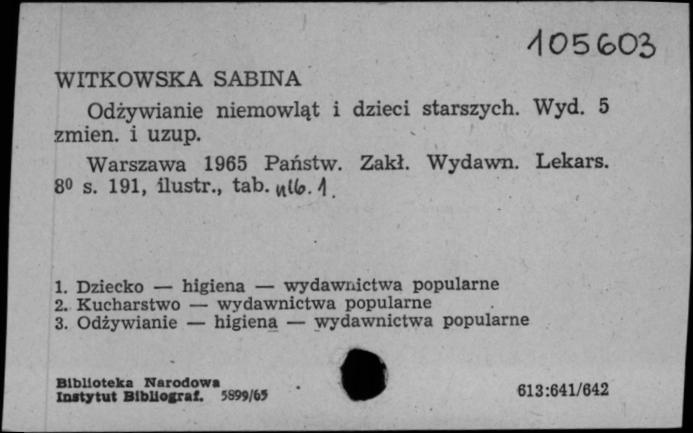 105603
WITKOWSKA SABINA
Odżywianie niemowląt i dzieci starszych. Wyd. 5
zmien. i uzup.
Warszawa 1965 Państw. Zakł. Wydawn. Lekars.
8⁰ s. 191, ilustr., tab. nlb. 1.
1. Dziecko — higiena — wydawnictwa popularne
2. Kucharstwo — wydawnictwa popularne
3. Odżywianie — higiena — wydawnictwa popularne
Biblioteka Narodowa
Instytut Bibliograf. 5899/65
613:641/642